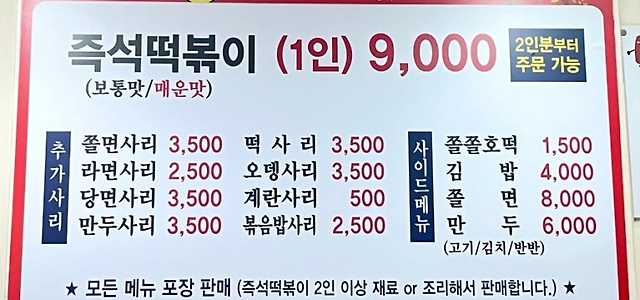 즉석떡볶이 (1인) 9,000 2인분부터 주문 가능
(보통맛/매운맛)
추가사리
쫄면사리 3,500 떡사리 3,500
라면사리 2,500 오뎅사리 3,500
당면사리 3,500 계란사리 500
만두사리 3,500 볶음밥사리 2,500
사이드메뉴
쫄쫄호떡 1,500
김밥 4,000
쫄면 8,000
만두 6,000
(고기/김치/반반)
★ 모든 메뉴 포장 판매 (즉석떡볶이 2인 이상 재료 or 조리해서 판매합니다.) ★